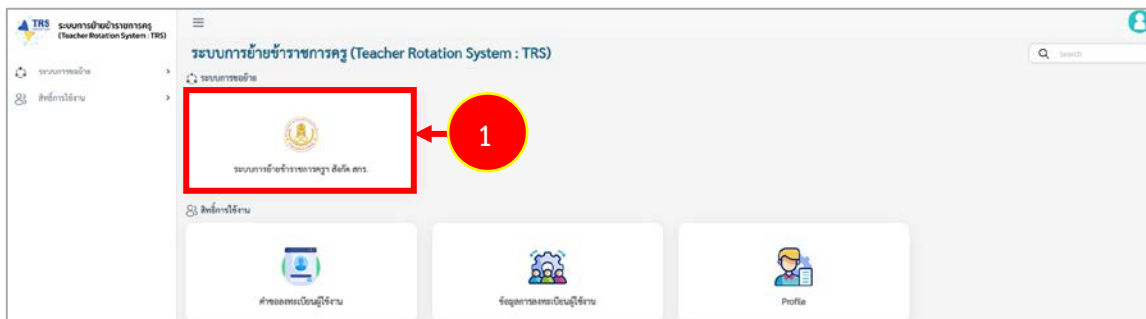 TRS ระบบการย้ายข้าราชการครู
(Teacher Rotation System : TRS)
ระบบการย้ายข้าราชการครู (Teacher Rotation System : TRS)
Search
ระบบการขอย้าย
ระบบการขอย้าย
สิทธิ์การใช้งาน
1
ระบบการย้ายข้าราชการครูฯ สังกัด สกร.
สิทธิ์การใช้งาน
คำขอลงทะเบียนผู้ใช้งาน
ข้อมูลการลงทะเบียนผู้ใช้งาน
Profile